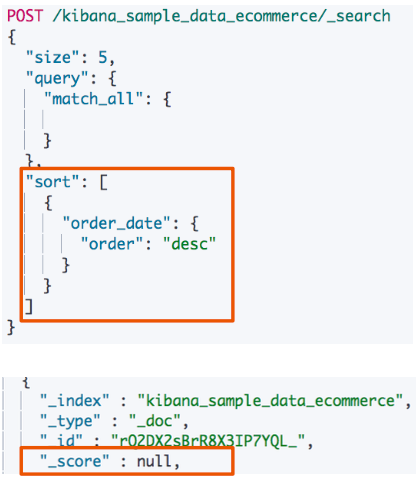 POST /kibana_sample_data_ecommerce/_search
{
"size": 5,
"query": {
"match_all": {
}
},
"sort": [
{
"order_date": {
"order": "desc"
}
}
]
}
{
"_index" : "kibana_sample_data_ecommerce",
"_type" : "_doc",
"_id" : "rQ2DX2sBrR8X3IP7YQL_",
"_score" : null,